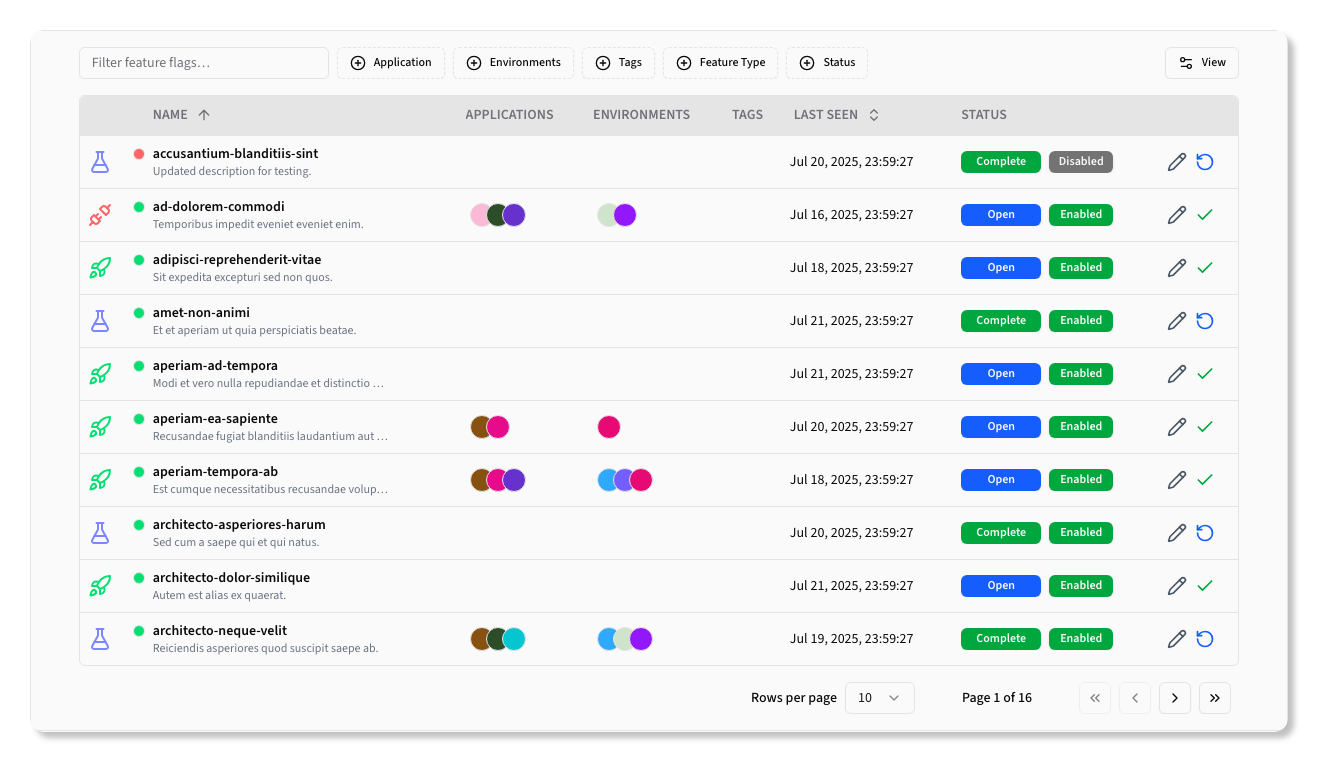 Filter feature flags… Application Environments Tags Feature Type Status View
NAME APPLICATIONS ENVIRONMENTS TAGS LAST SEEN STATUS
accusantium-blanditiis-sint
Updated description for testing.
Jul 20, 2025, 23:59:27 Complete Disabled
ad-dolorem-commodi
Temporibus impedit eveniet eveniet enim.
Jul 16, 2025, 23:59:27 Open Enabled
adipisci-reprehenderit-vitae
Sit expedita excepturi sed non quos.
Jul 18, 2025, 23:59:27 Open Enabled
amet-non-animi
Et et aperiam ut quia perspiciatis beatae.
Jul 21, 2025, 23:59:27 Complete Enabled
aperiam-ad-tempora
Modi et vero nulla repudiandae et distinctio …
Jul 21, 2025, 23:59:27 Open Enabled
aperiam-ea-sapiente
Recusandae fugiat blanditiis laudantium aut …
Jul 20, 2025, 23:59:27 Open Enabled
aperiam-tempora-ab
Est cumque necessitatibus recusandae volup…
Jul 18, 2025, 23:59:27 Open Enabled
architecto-asperiores-harum
Sed cum a saepe qui et qui natus.
Jul 20, 2025, 23:59:27 Complete Enabled
architecto-dolor-similique
Autem est alias ex quaerat.
Jul 21, 2025, 23:59:27 Open Enabled
architecto-neque-velit
Reiciendis asperiores quod suscipit saepe ab.
Jul 19, 2025, 23:59:27 Complete Enabled
Rows per page 10 Page 1 of 16